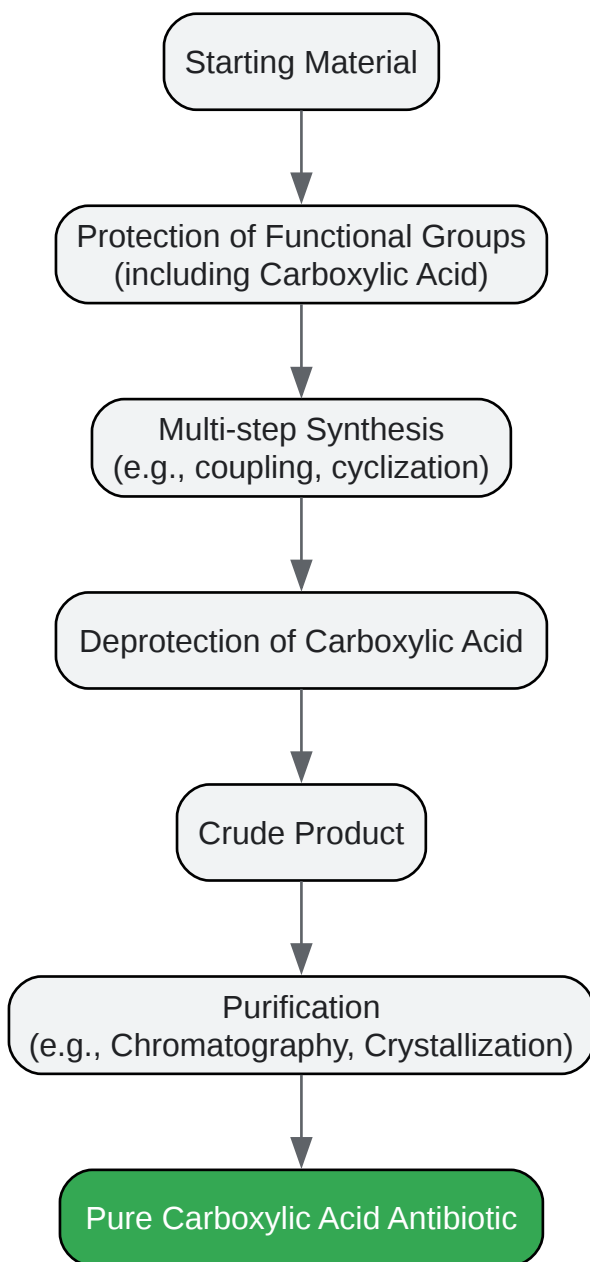 Starting Material
Protection of Functional Groups
(including Carboxylic Acid)
Multi-step Synthesis
(e.g., coupling, cyclization)
Deprotection of Carboxylic Acid
Crude Product
Purification
(e.g., Chromatography, Crystallization)
Pure Carboxylic Acid Antibiotic